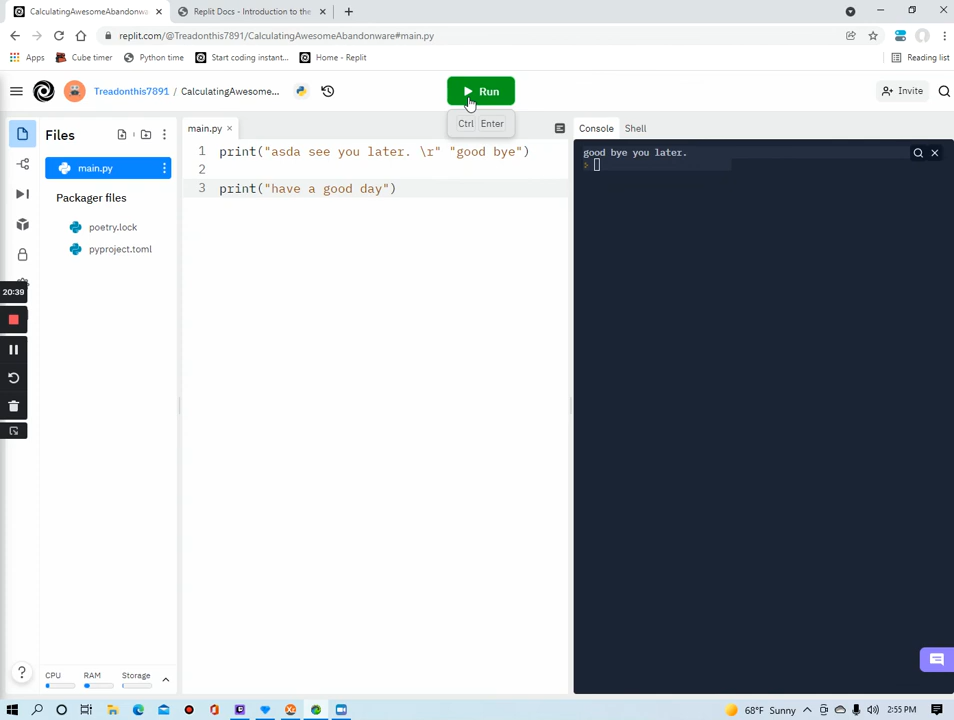 CalculatingAwesomeAbandonw
Replit Docs - Introduction to the
replit.com/@Treadonthis7891/CalculatingAwesomeAbandonware#main.py
Apps
Cube timer
Python time
Start coding instant...
Home - Replit
Reading list
Treadonthis7891 / CalculatingAwesome...
Run
Invite
Ctrl Enter
Files
main.py
Console
Shell
1 print("asda see you later. \r" "good bye")
2
3 print("have a good day")
good bye you later.
main.py
Packager files
poetry.lock
pyproject.toml
20:39
CPU
RAM
Storage
68°F Sunny
2:55 PM